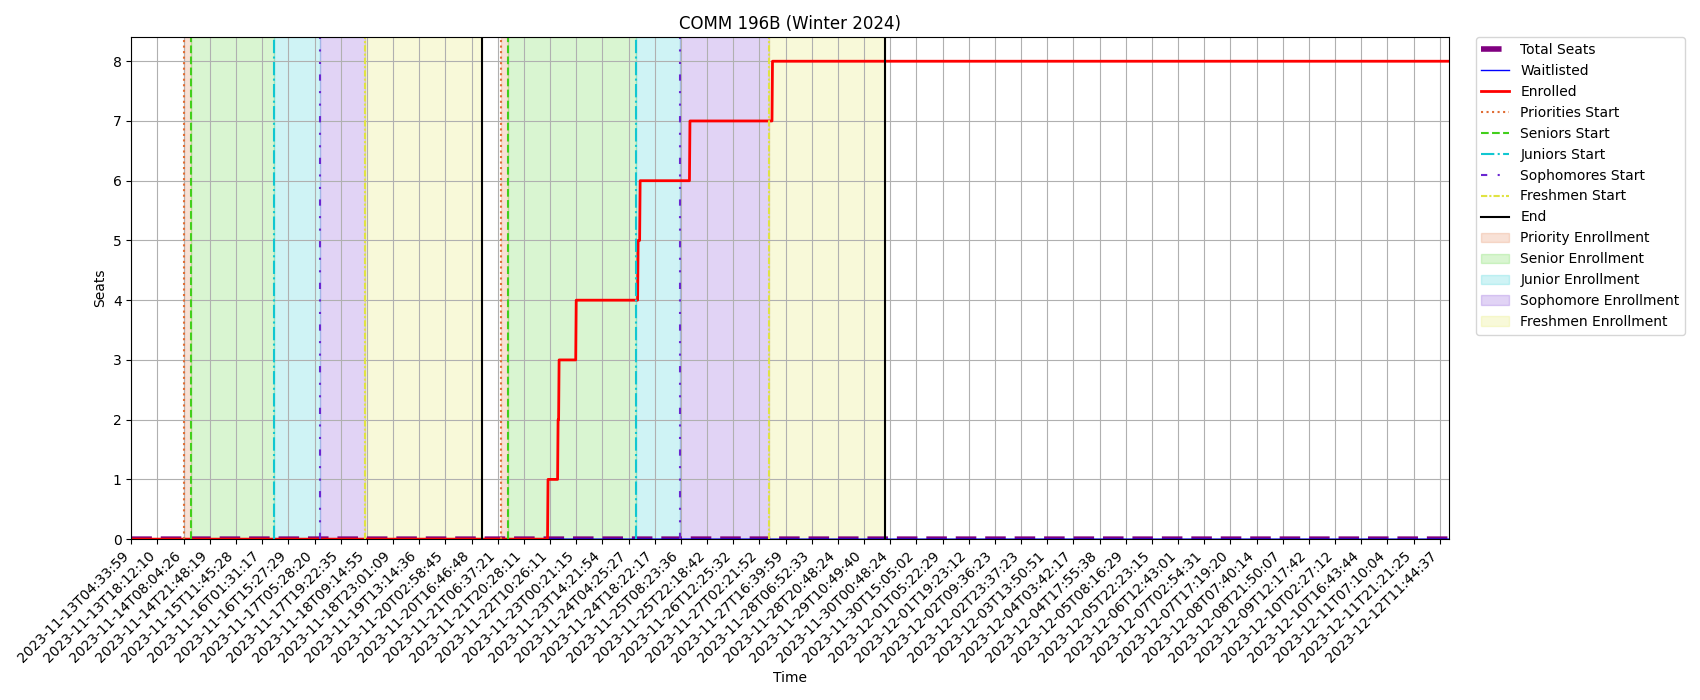 COMM 196B (Winter 2024)
Seats
8
7
6
5
4
3
2
1
0
2023-11-13T04:33:59
2023-11-13T18:12:10
2023-11-14T08:04:26
2023-11-14T21:48:19
2023-11-15T11:45:28
2023-11-16T01:31:17
2023-11-16T15:27:29
2023-11-17T05:28:20
2023-11-17T19:22:35
2023-11-18T09:14:55
2023-11-18T23:01:09
2023-11-19T13:14:36
2023-11-20T02:58:45
2023-11-20T16:46:48
2023-11-21T06:37:21
2023-11-21T20:28:11
2023-11-22T10:26:11
2023-11-23T00:21:15
2023-11-23T14:21:54
2023-11-24T04:25:27
2023-11-24T18:22:17
2023-11-25T08:23:36
2023-11-25T22:18:42
2023-11-26T12:25:32
2023-11-27T02:21:52
2023-11-27T16:39:59
2023-11-28T06:52:33
2023-11-28T20:48:24
2023-11-29T10:49:40
2023-11-30T00:48:24
2023-11-30T15:05:02
2023-12-01T05:22:29
2023-12-01T19:23:12
2023-12-02T09:36:23
2023-12-02T23:37:23
2023-12-03T13:50:51
2023-12-04T03:42:17
2023-12-04T17:55:38
2023-12-05T08:16:29
2023-12-05T22:23:15
2023-12-06T12:43:01
2023-12-07T02:54:31
2023-12-07T17:19:20
2023-12-08T07:40:14
2023-12-08T21:50:07
2023-12-09T12:17:42
2023-12-10T02:27:12
2023-12-10T16:43:44
2023-12-11T07:10:04
2023-12-11T21:21:25
2023-12-12T11:44:37
Time
Total Seats
Waitlisted
Enrolled
Priorities Start
Seniors Start
Juniors Start
Sophomores Start
Freshmen Start
End
Priority Enrollment
Senior Enrollment
Junior Enrollment
Sophomore Enrollment
Freshmen Enrollment